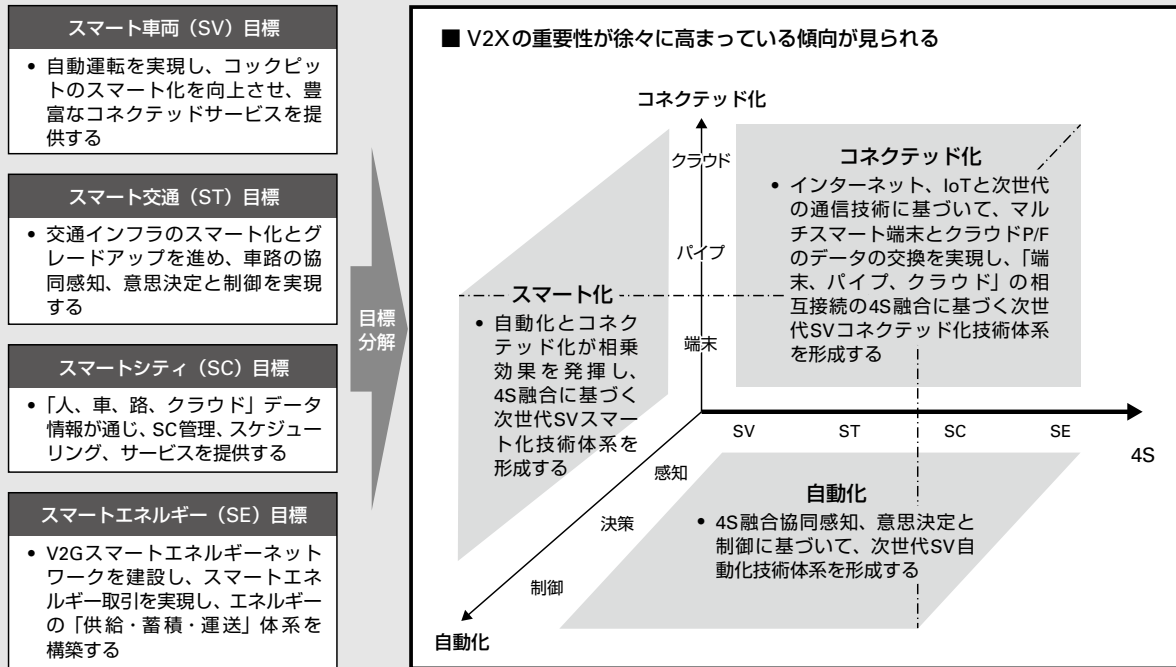 スマート車両（SV）目標
• 自動運転を実現し、コックピッ
トのスマート化を向上させ、豊
富なコネクテッドサービスを提
供する
スマート交通（ST）目標
• 交通インフラのスマート化とグ
レードアップを進め、車路の協
同感知、意思決定と制御を実現
する
スマートシティ（SC）目標
•「人、車、路、クラウド」データ
情報が通じ、SC管理、スケジュー
リング、サービスを提供する
スマートエネルギー（SE）目標
• V2Gスマートエネルギーネット
ワークを建設し、スマートエネ
ルギー取引を実現し、エネルギー
の「供給・蓄積・運送」体系を
構築する
目標
分解
■ V2Xの重要性が徐々に高まっている傾向が見られる
コネクテッド化
クラウド
パイプ
端末
スマート化
• 自動化とコネク
テッド化が相乗
効果を発揮し、
4S融合に基づく
次世代SVスマー
ト化技術体系を
形成する
コネクテッド化
• インターネット、IoTと次世代
の通信技術に基づいて、マル
チスマート端末とクラウドP/F
のデータの交換を実現し、「端
末、パイプ、クラウド」の相
互接続の4S融合に基づく次世
代SVコネクテッド化技術体系
を形成する
SV ST SC SE
4S
感知
決策
制御
自動化
自動化
• 4S融合協同感知、意思決定と
制御に基づいて、次世代SV自
動化技術体系を形成する